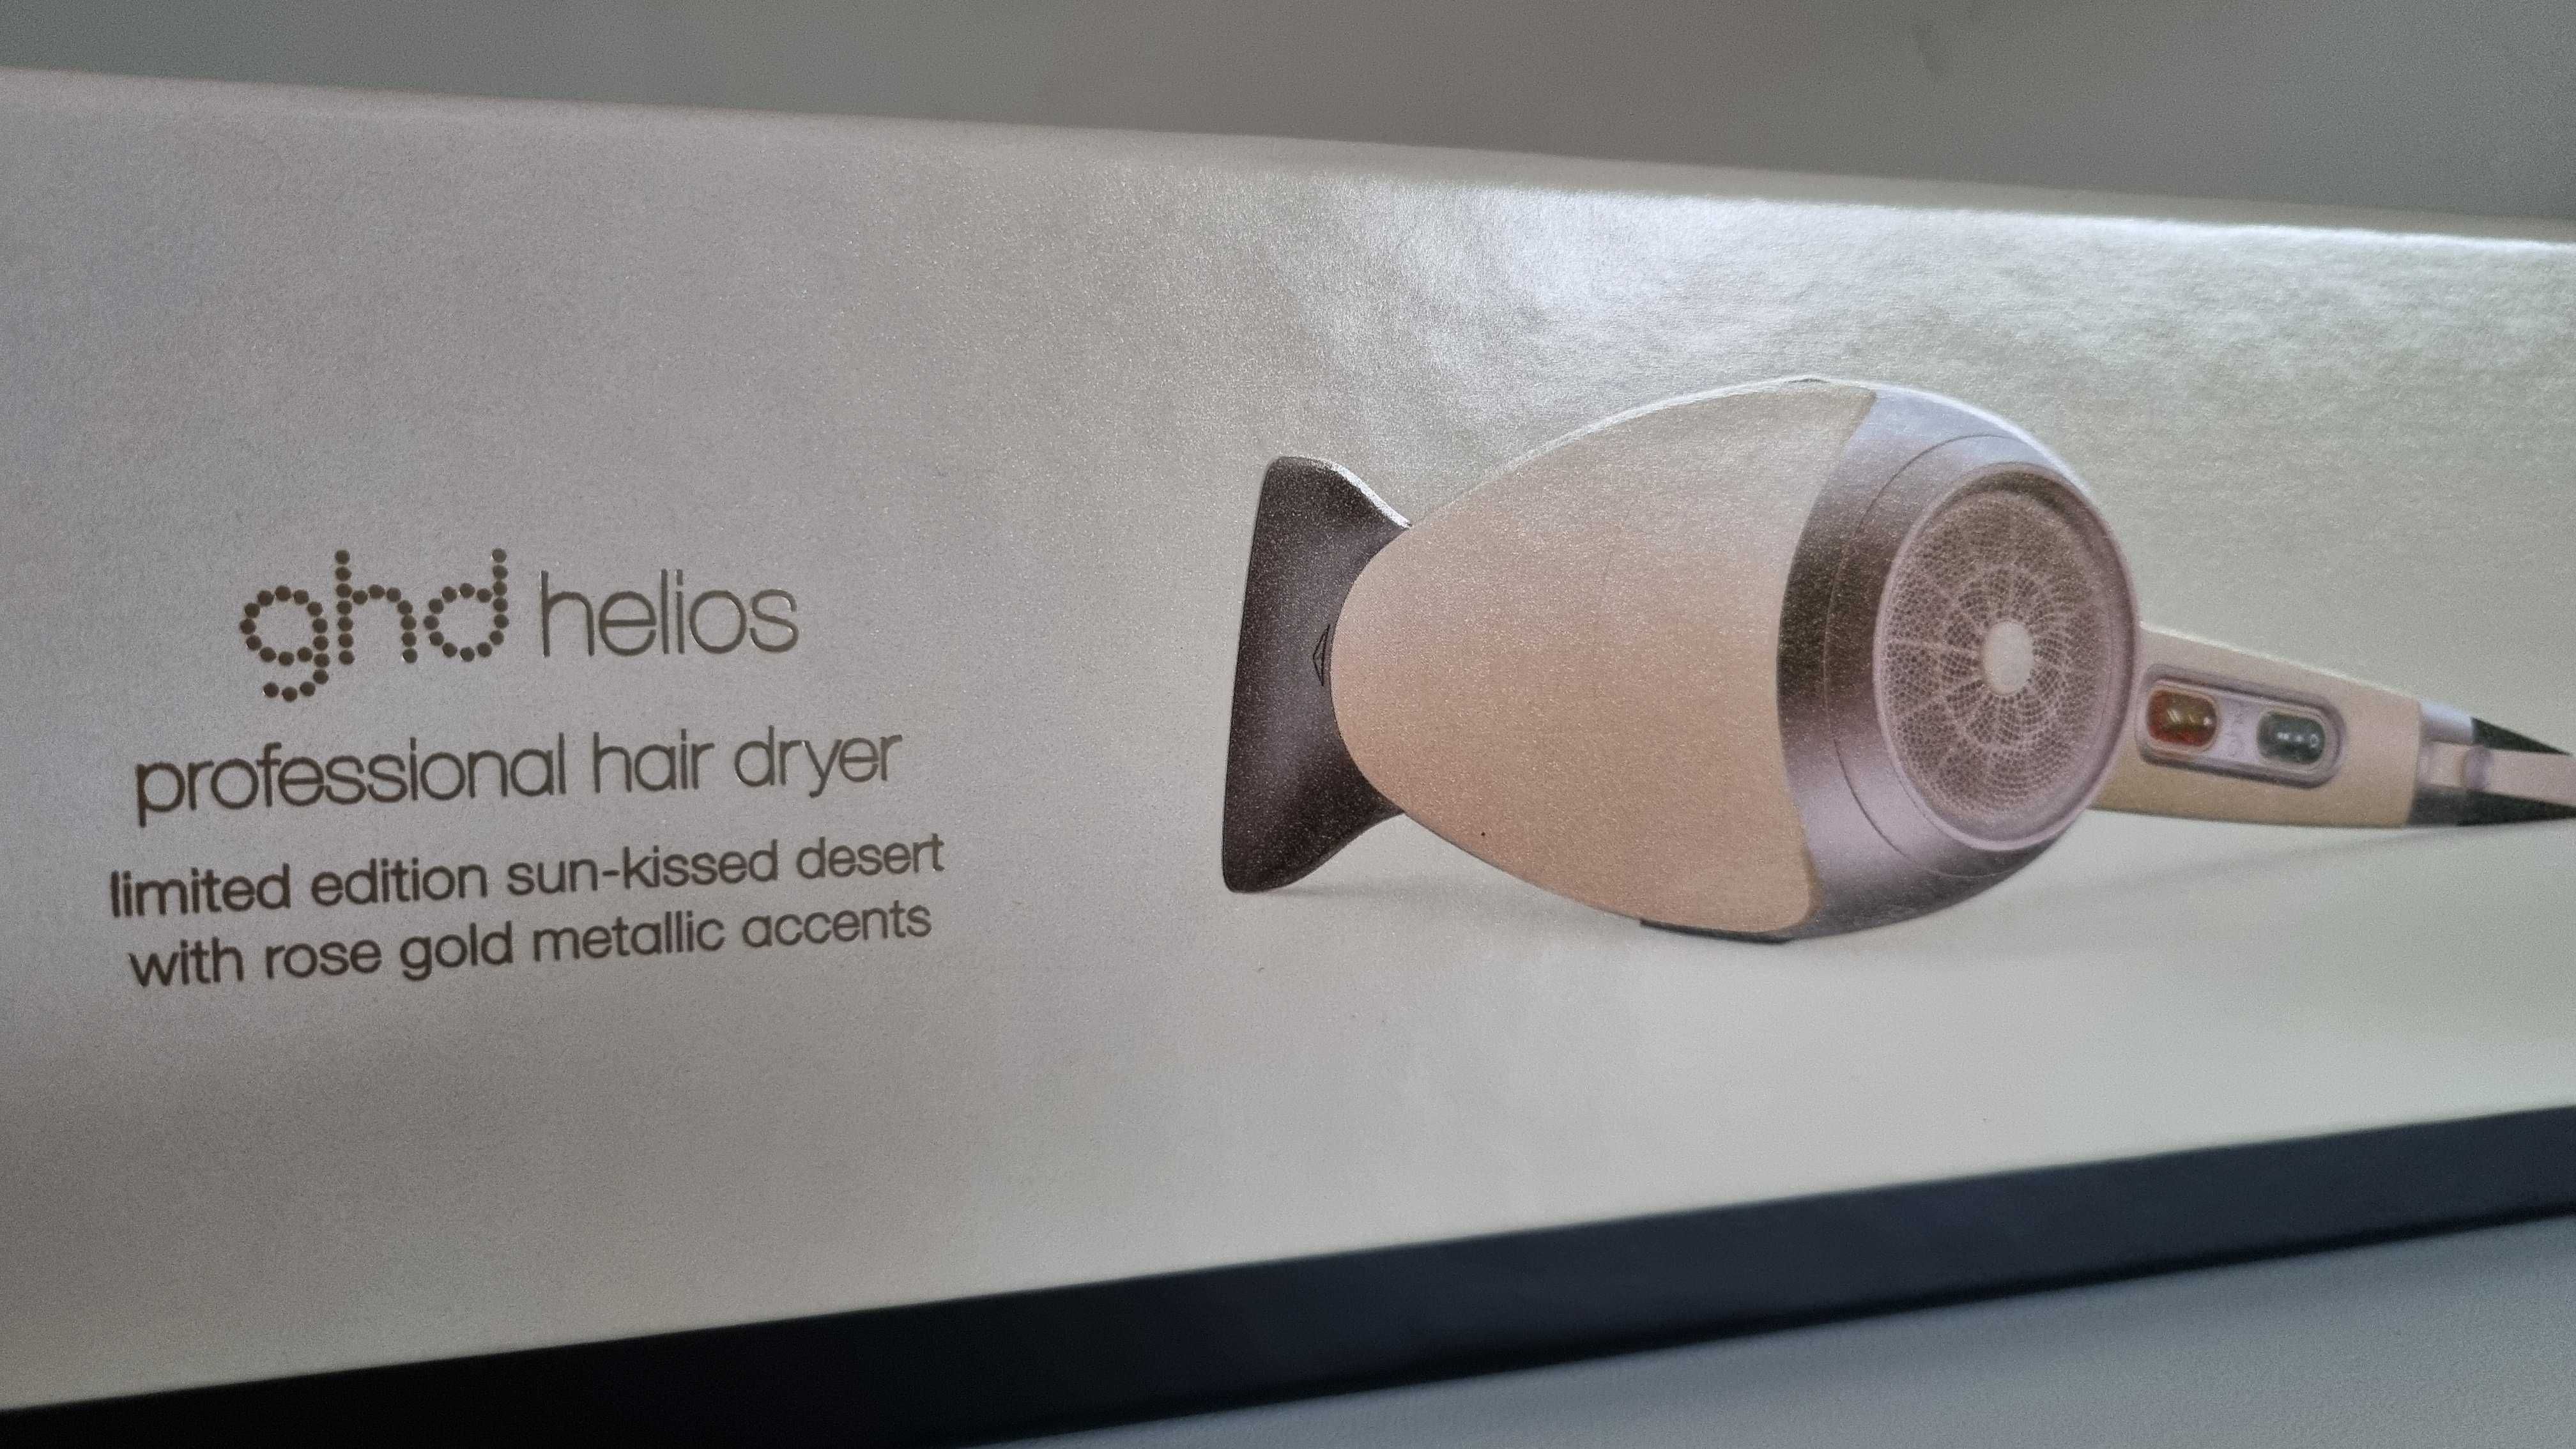 ghd helios
professional hair dryer
limited edition sun-kissed desert
with rose gold metallic accents